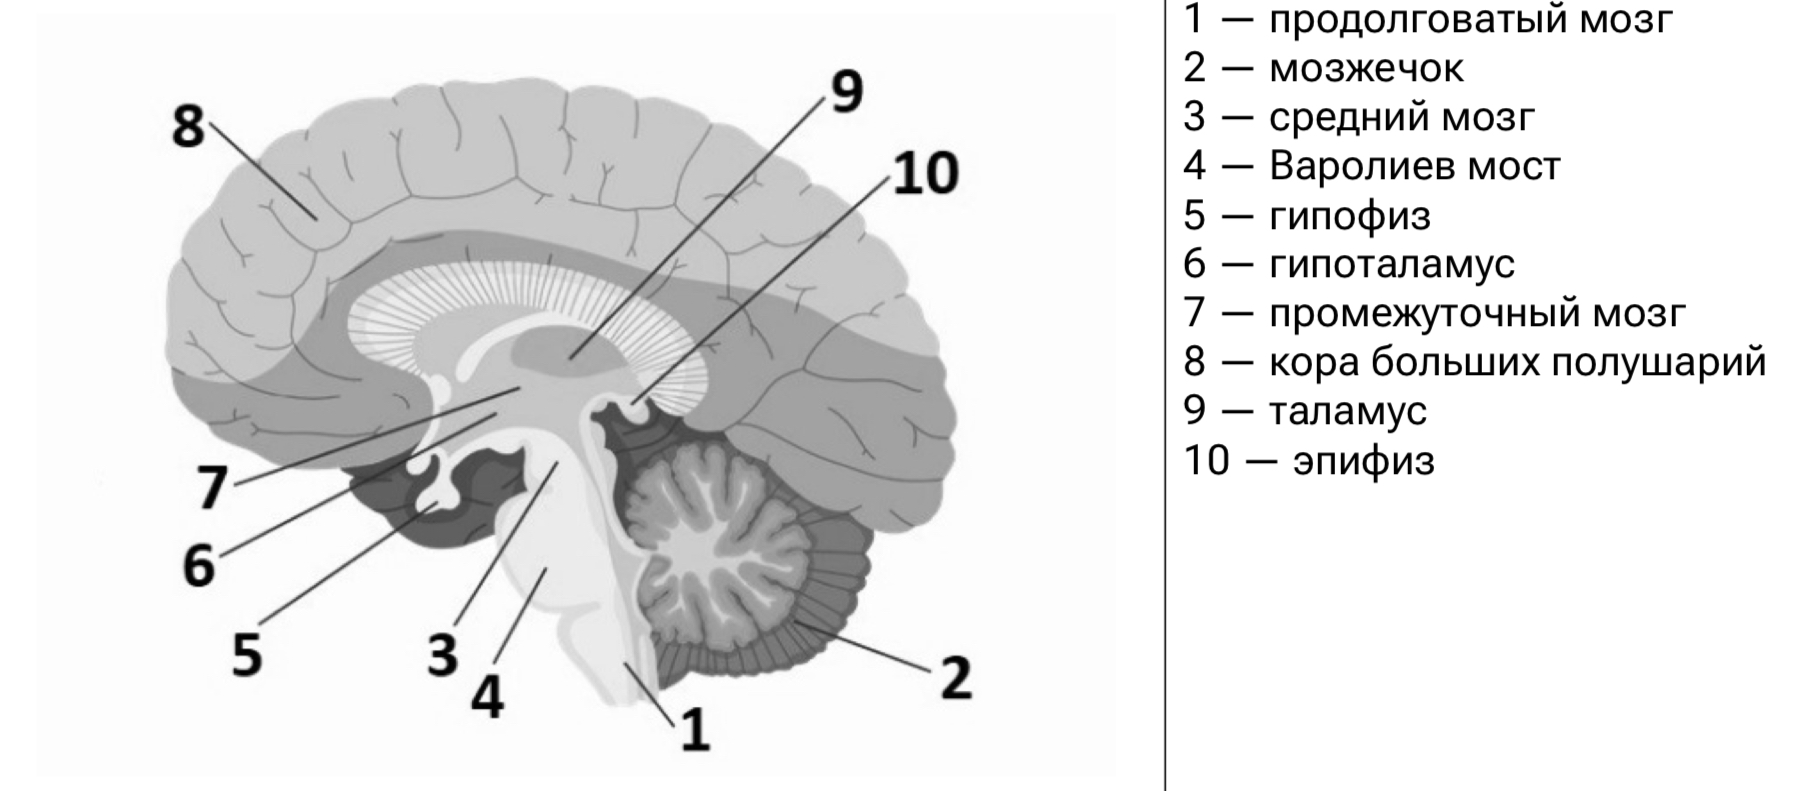 8
9
10
7
6
5
3
4
1
2
1 — продолговатый мозг
2 — мозжечок
3 — средний мозг
4 — Варолиев мост
5 — гипофиз
6 — гипоталамус
7 — промежуточный мозг
8 — кора больших полушарий
9 — таламус
10 — эпифиз